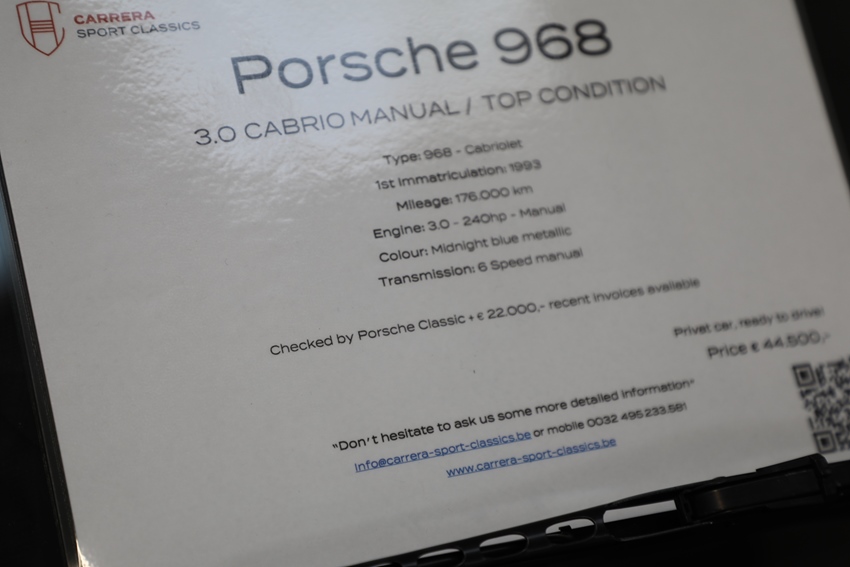 CARRERA
SPORT CLASSICS
Porsche 968
3.0 CABRIO MANUAL / TOP CONDITION
Type: 968 - Cabriolet
1st Immatriculation: 1993
Mileage: 176.000 km
Engine: 3.0 - 240hp - Manual
Colour: Midnight blue metallic
Transmission: 6 Speed manual
Checked by Porsche Classic + € 22.000,- recent invoices available
Privat car, ready to drive!
Price € 44.500,-
"Don't hesitate to ask us some more detailed information"
Info@carrera-sport-classics.be or mobile 0032 495 233.581
www.carrera-sport-classics.be